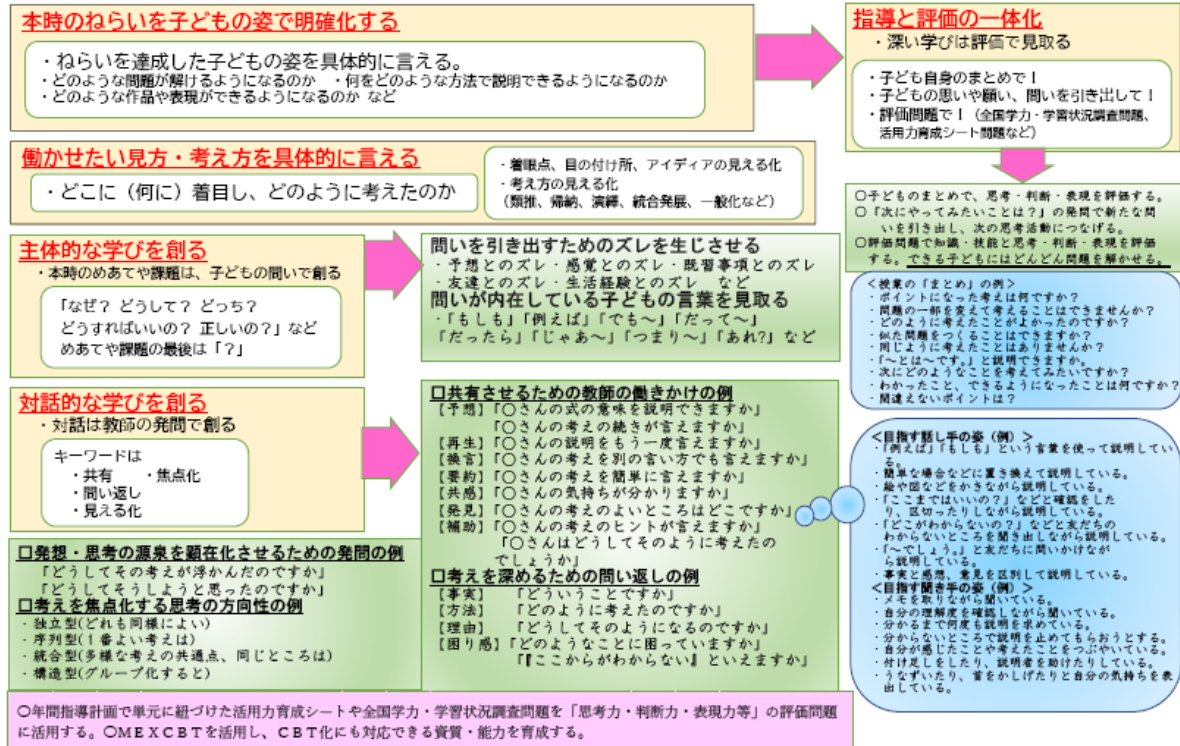 本時のねらいを子どもの姿で明確化する
・ねらいを達成した子どもの姿を具体的に言える。
・どのような問題が解けるようになるのか　・何をどのような方法で説明できるようになるのか
・どのような作品や表現ができるようになるのか など
働かせたい見方・考え方を具体的に言える
・どこに（何に）着目し、どのように考えたのか
・着眼点、目の付け所、アイディアの見える化
・考え方の見える化
（類推、帰納、演繹、統合発展、一般化など）
主体的な学びを創る
・本時のめあてや課題は、子どもの問いで創る
「なぜ？ どうして？ どっち？
どうすればいいの？ 正しいの？」など
めあてや課題の最後は「？」
問いを引き出すためのズレを生じさせる
・予想とのズレ・感覚とのズレ・既習事項とのズレ
・友達とのズレ・生活経験とのズレ　など
問いが内在している子どもの言葉を見取る
・「もしも」「例えば」「でも～」「だって～」
「だったら」「じゃあ～」「つまり～」「あれ?」など
対話的な学びを創る
・対話は教師の発問で創る
キーワードは
・共有　・焦点化
・問い返し
・見える化
□共有させるための教師の働きかけの例
【予想】「〇さんの式の意味を説明できますか」
「〇さんの考えの続きが言えますか」
【再生】「〇さんの説明をもう一度言えますか」
【換言】「〇さんの考えを別の言い方でも言えますか」
【要約】「〇さんの考えを簡単に言えますか」
【共感】「〇さんの気持ちが分かりますか」
【発見】「〇さんの考えのよいところはどこですか」
【補助】「〇さんの考えのヒントが言えますか」
「〇さんはどうしてそのように考えたの
でしょうか」
□考えを深めるための問い返しの例
【事実】「どういうことですか」
【方法】「どのように考えたのですか」
【理由】「どうしてそのようになるのですか」
【困り感】「どのようなことに困っていますか」
「『ここからがわからない』といえますか」
□発想・思考の源泉を顕在化させるための発問の例
「どうしてその考えが浮かんだのですか」
「どうしてそうしようと思ったのですか」
□考えを焦点化する思考の方向性の例
・独立型(どれも同様によい)
・序列型(１番よい考えは)
・統合型(多様な考えの共通点、同じところは)
・構造型(グループ化すると)
指導と評価の一体化
・深い学びは評価で見取る
・子ども自身のまとめで！
・子どもの思いや願い、問いを引き出して！
・評価問題で！（全国学力・学習状況調査問題、
活用力育成シート問題など）
〇子どものまとめで、思考・判断・表現を評価する。
〇「次にやってみたいことは？」の発問で新たな問
いを引き出し、次の思考活動につなげる。
〇評価問題で知識・技能と思考・判断・表現を評価
する。できる子どもにはどんどん問題を解かせる。
＜授業の「まとめ」の例＞
・ポイントになった考えは何ですか？
・問題の一部を変えて考えることはできませんか？
・どのように考えたことがよかったのですか？
・似た問題をつくることはできますか？
・同じように考えたことはありませんか？
・「～とは～です。」と説明できますか。
・次にどのようなことを考えてみたいですか？
・わかったこと、できるようになったことは何ですか？
・間違えないポイントは？
＜目指す話し手の姿（例）＞
・「例えば」「もしも」という言葉を使って説明してい
る。
・簡単な場合などに置き換えて説明している。
・絵や図などをかきながら説明している。
・「ここまではいいの？」などと確認をした
り、区切ったりしながら説明している。
・「どこがわからないの？」などと友だちの
わからないところを聞き出しながら説明している。
・「～でしょう。」と友だちに問いかけなが
ら説明している。
・事実と感想、意見を区別して説明している。
＜目指す聞き手の姿（例）＞
・メモを取りながら聞いている。
・自分の理解度を確認しながら聞いている。
・分かるまで何度も説明を求めている。
・分からないところで説明を止めてもらおうとする。
・自分が感じたことや考えたことをつぶやいている。
・付け足しをしたり、説明者を助けたりしている。
・うなずいたり、首をかしげたりと自分の気持ちを表
出している。
〇年間指導計画で単元に紐づけた活用力育成シートや全国学力・学習状況調査問題を「思考力・判断力・表現力等」の評価問題
に活用する。〇ＭＥＸＣＢＴを活用し、ＣＢＴ化にも対応できる資質・能力を育成する。